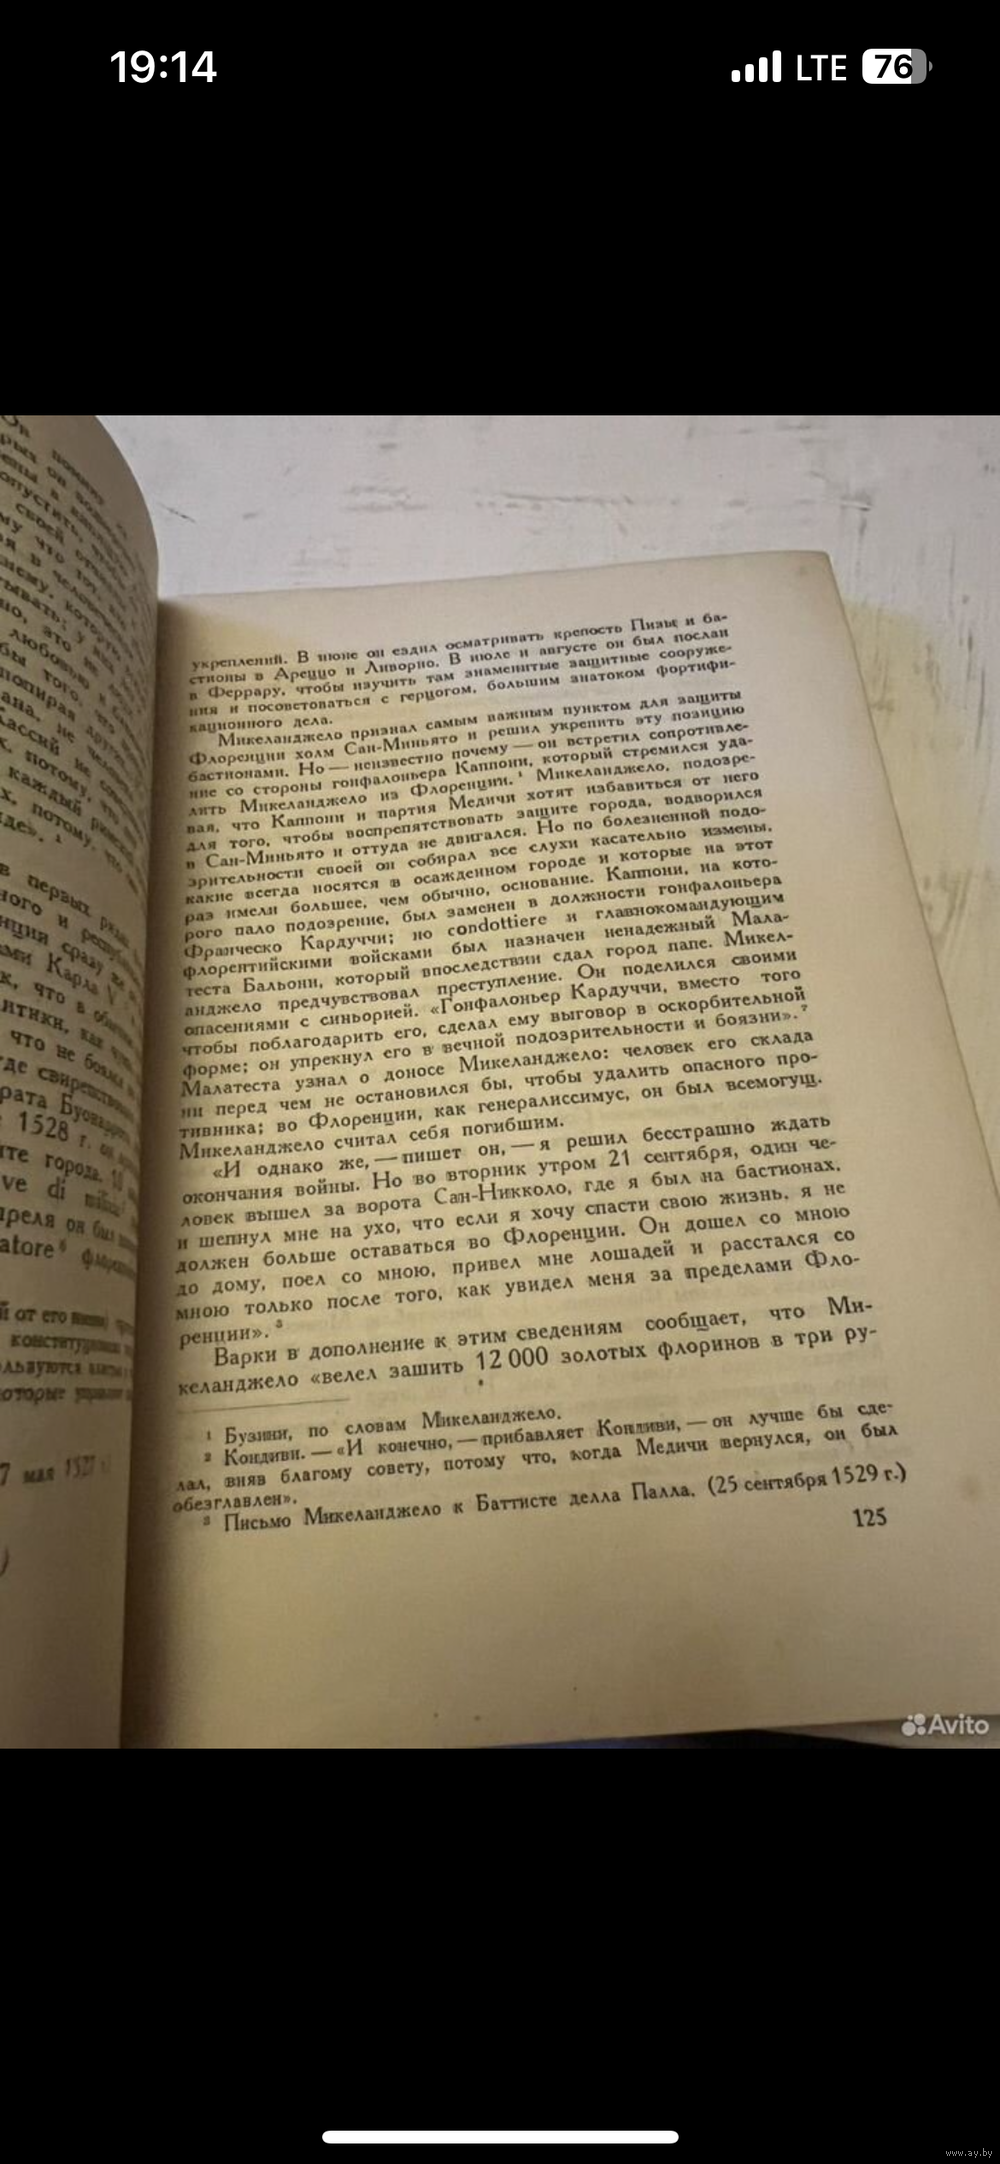 19:14
LTE 76
укреплений. В июне он ездил осматривать крепость Пизы и ба-
стионы в Ареццо и Ливорно. В июле и августе он был послан
в Феррару, чтобы изучить там знаменитые защитные сооруже-
ния и посоветоваться с герцогом, большим знатоком фортифи-
кационного дела.
Микеланджело признал самым важным пунктом для защиты
Флоренции холм Сан-Миньято и решил укрепить эту позицию
бастионами. Но — неизвестно почему — он встретил сопротивле-
ние со стороны гонфалоньера Каппони, который стремился уда-
лить Микеланджело из Флоренции.¹ Микеланджело, подозре-
вая, что Каппони и партия Медичи хотят избавиться от него
для того, чтобы воспрепятствовать защите города, водворился
в Сан-Миньято и оттуда не двигался. Но по болезненной подо-
зрительности своей он собирал все слухи касательно измены,
какие всегда носятся в осажденном городе и которые на этот
раз имели большее, чем обычно, основание. Каппони, на кото-
рого пало подозрение, был заменен в должности гонфалоньера
Франческо Кардуччи; но condottiere и главнокомандующим
флорентийскими войсками был назначен ненадежный Мала-
теста Бальони, который впоследствии сдал город папе. Микел-
анджело предчувствовал преступление. Он поделился своими
опасениями с синьорией. «Гонфалоньер Кардуччи, вместо того
чтобы поблагодарить его, сделал ему выговор в оскорбительной
форме; он упрекнул его в вечной подозрительности и боязни».²
Малатеста узнал о доносе Микеланджело: человек его склада
ни перед чем не остановился бы, чтобы удалить опасного про-
тивника; во Флоренции, как генералиссимус, он был всемогущ.
Микеланджело считал себя погибшим.
«И однако же, — пишет он, — я решил бесстрашно ждать
окончания войны. Но во вторник утром 21 сентября, один че-
ловек вышел за ворота Сан-Никколо, где я был на бастионах,
и шепнул мне на ухо, что если я хочу спасти свою жизнь, я не
должен больше оставаться во Флоренции. Он дошел со мною
до дому, поел со мною, привел мне лошадей и расстался со
мною только после того, как увидел меня за пределами Фло-
ренции».³
Варки в дополнение к этим сведениям сообщает, что Ми-
келанджело «велел зашить 12 000 золотых флоринов в три ру-
¹ Бузини, по словам Микеланджело.
² Кондиви. — «И конечно, — прибавляет Кондиви, — он лучше бы сде-
лал, вняв благому совету, потому что, когда Медичи вернулся, он был
обезглавлен».
³ Письмо Микеланджело к Баттисте делла Палла. (25 сентября 1529 г.)
125
Avito
www.ay.by